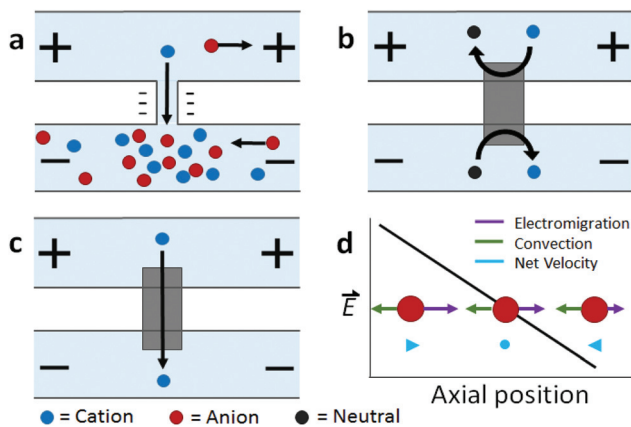 a + +
− −
b + +
− −
c + +
− −
d
Electromigration
Convection
Net Velocity
E
Axial position
= Cation = Anion = Neutral